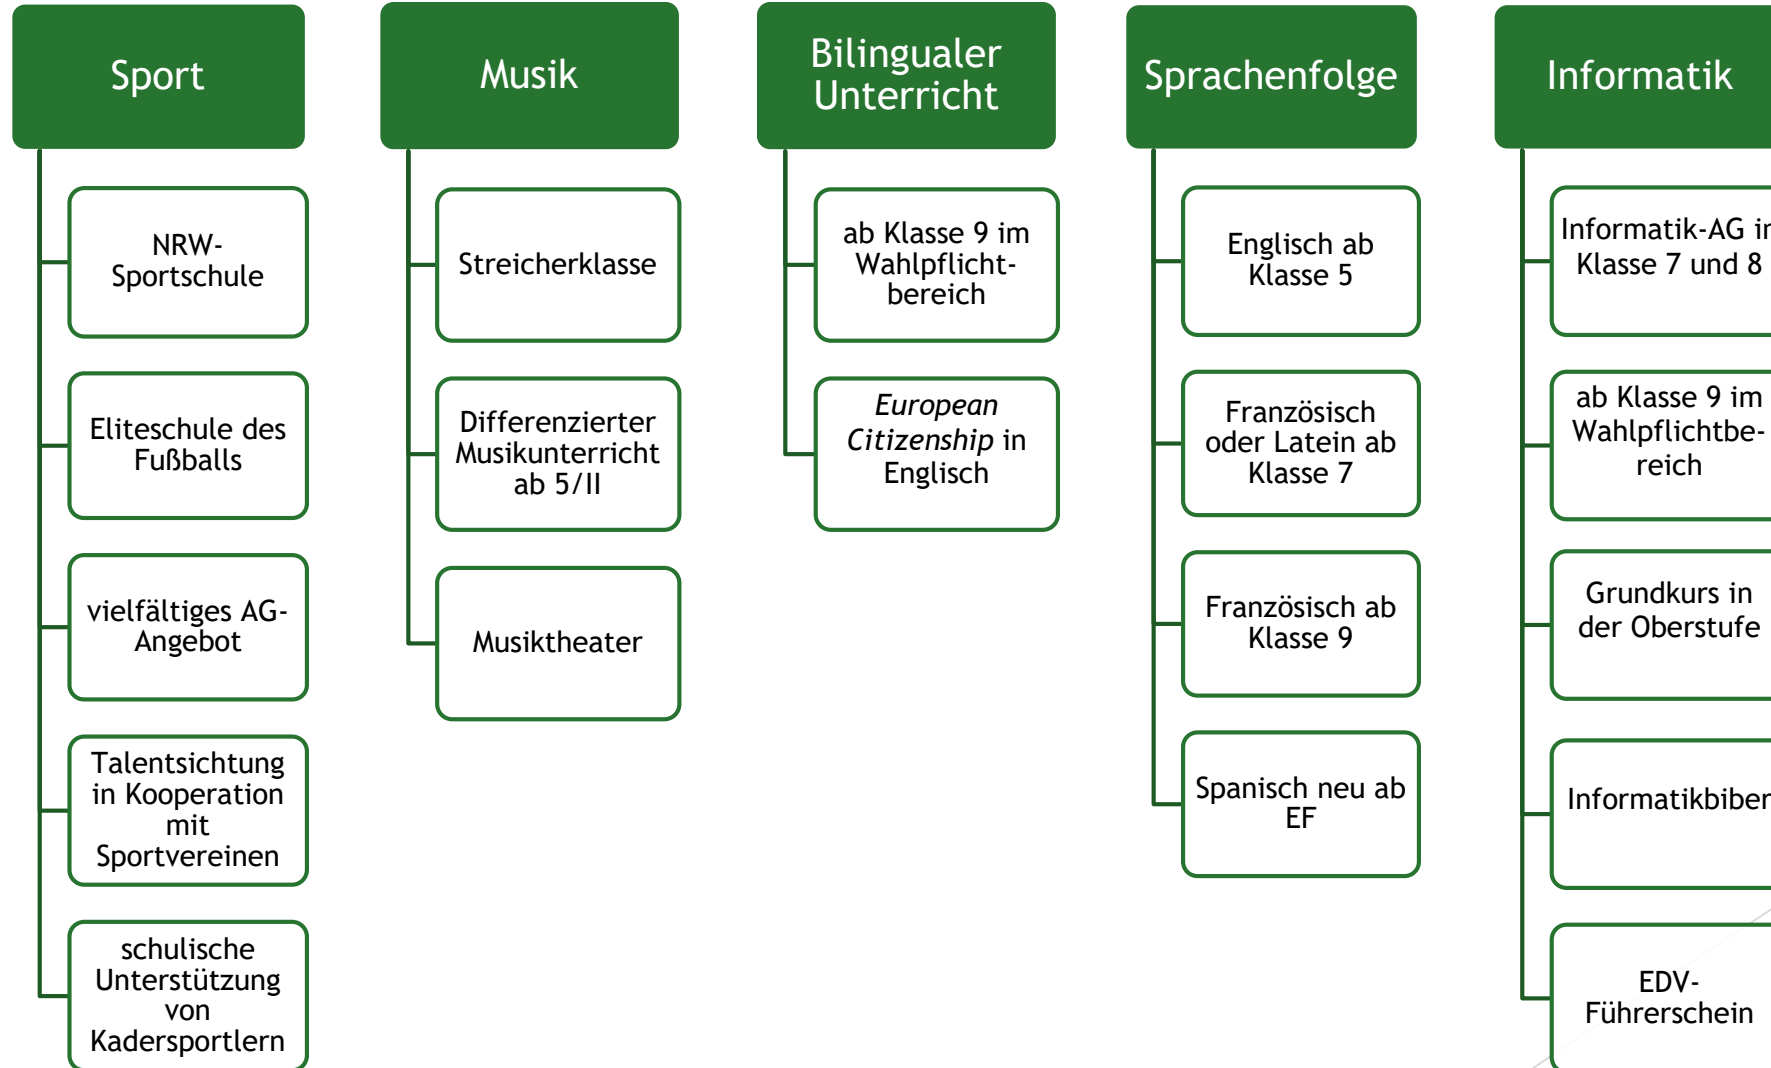 Sport
NRW-
Sportschule
Eliteschule des
Fußballs
vielfältiges AG-
Angebot
Talentsichtung
in Kooperation
mit
Sportvereinen
schulische
Unterstützung
von
Kadersportlern
Musik
Streicherklasse
Differenzierter
Musikunterricht
ab 5/II
Musiktheater
Bilingualer
Unterricht
ab Klasse 9 im
Wahlpflicht-
bereich
European
Citizenship in
Englisch
Sprachenfolge
Englisch ab
Klasse 5
Französisch
oder Latein ab
Klasse 7
Französisch ab
Klasse 9
Spanisch neu ab
EF
Informatik
Informatik-AG in
Klasse 7 und 8
ab Klasse 9 im
Wahlpflichtbe-
reich
Grundkurs in
der Oberstufe
Informatikbiber
EDV-
Führerschein